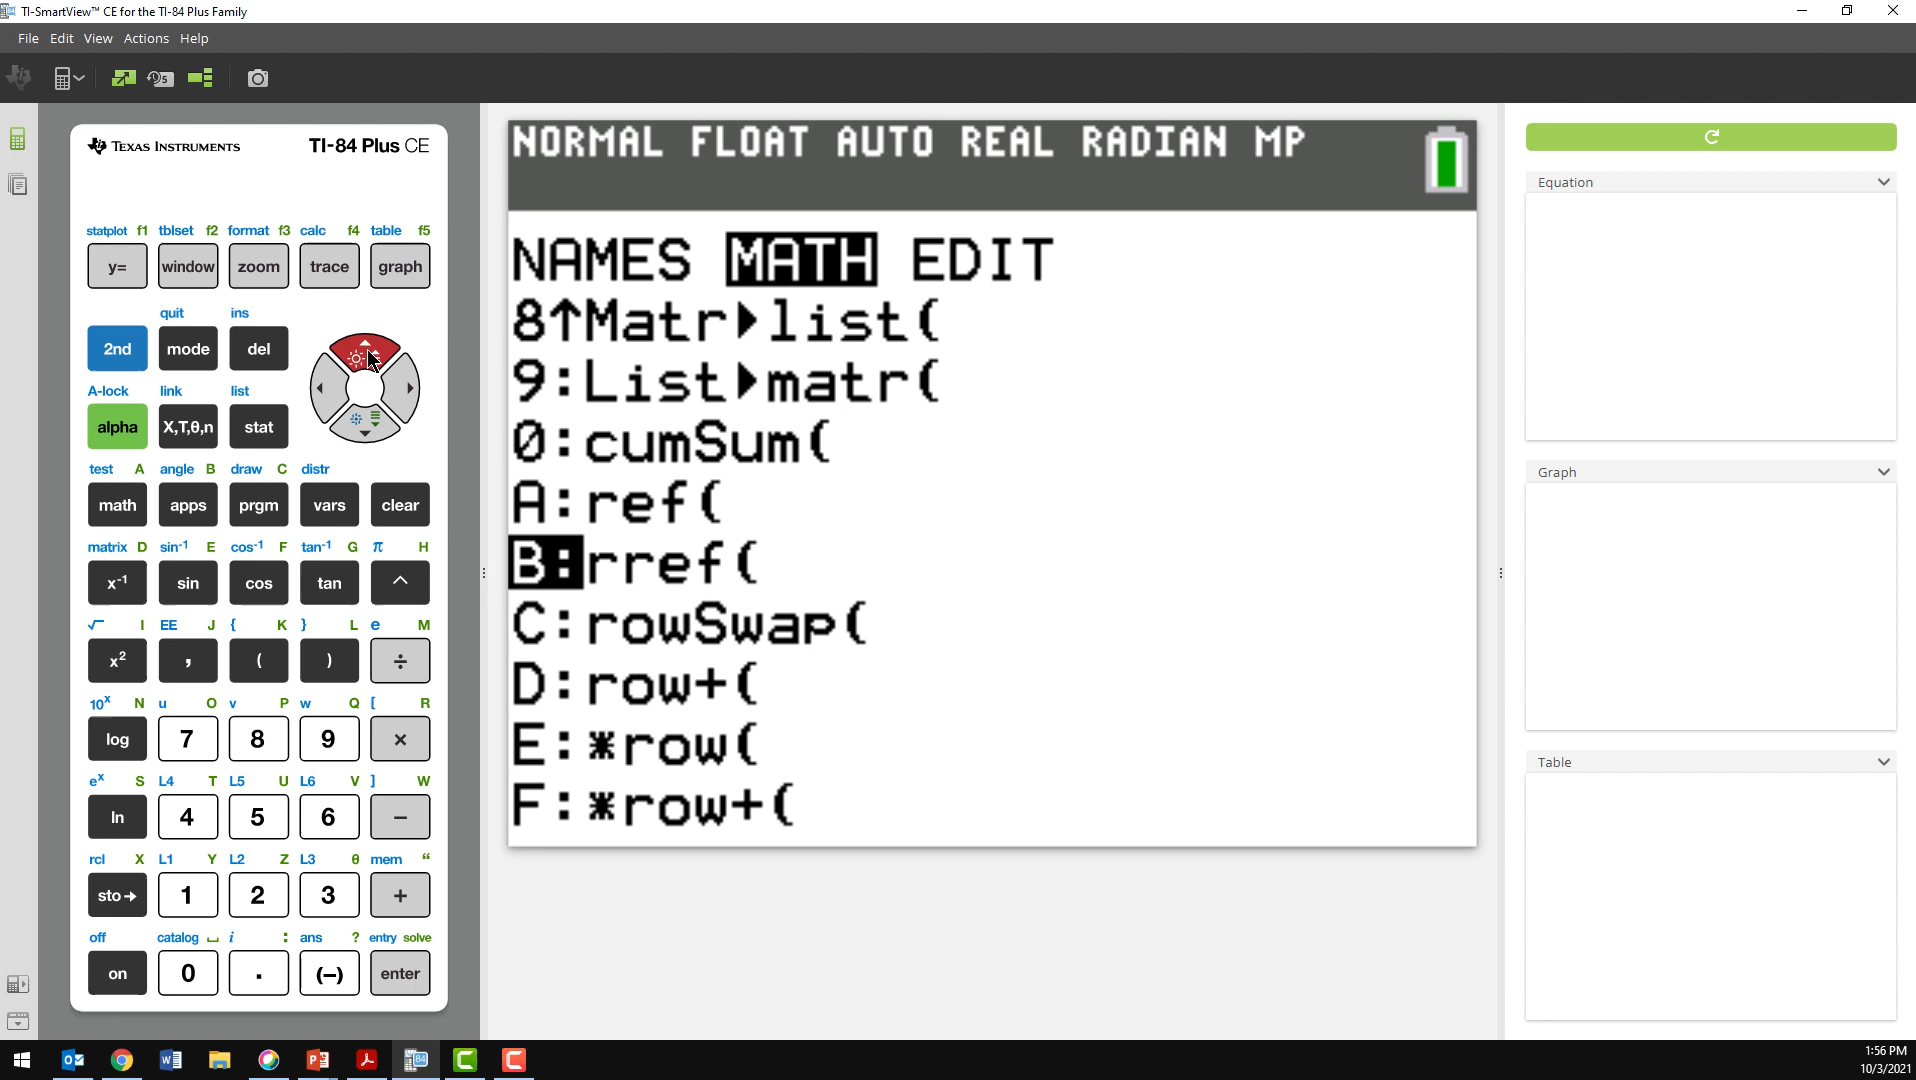 TI-SmartView™ CE for the TI-84 Plus Family
File Edit View Actions Help
TEXAS INSTRUMENTS TI-84 Plus CE
statplot f1 tblset f2 format f3 calc f4 table f5
y= window zoom trace graph
quit ins
2nd mode del
A-lock link list
alpha X,T,θ,n stat
test A angle B draw C distr
math apps prgm vars clear
matrix D sin⁻¹ E cos⁻¹ F tan⁻¹ G π H
x⁻¹ sin cos tan ^
√ I EE J { K } L e M
x² , ( ) ÷
10ˣ N u O v P w Q [ R
log 7 8 9 ×
eˣ S L4 T L5 U L6 V ] W
ln 4 5 6 −
rcl X L1 Y L2 Z L3 θ mem “
sto→ 1 2 3 +
off catalog ⌴ i : ans ? entry solve
on 0 . (−) enter
NORMAL FLOAT AUTO REAL RADIAN MP
NAMES MATH EDIT
8↑Matr▶list(
9:List▶matr(
0:cumSum(
A:ref(
B:rref(
C:rowSwap(
D:row+(
E:*row(
F:*row+(
Equation
Graph
Table
1:56 PM
10/3/2021